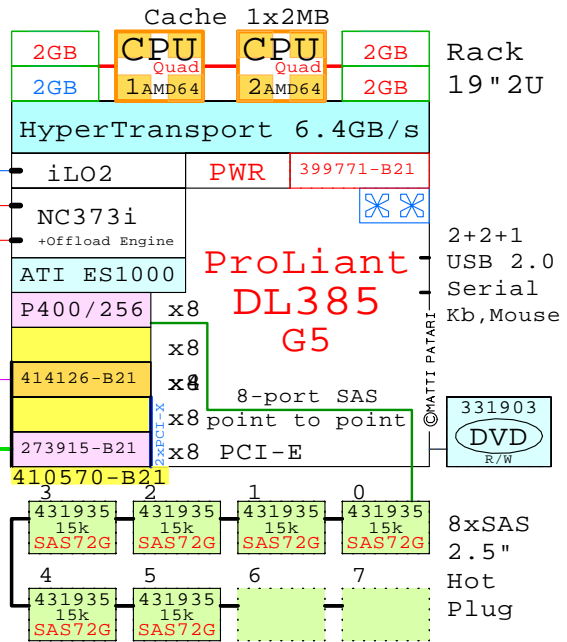 Cache 1x2MB
2GB CPU CPU 2GB
Quad Quad
2GB 1AMD64 2AMD64 2GB
Rack
19"2U
HyperTransport 6.4GB/s
iLO2 PWR 399771-B21
NC373i
+Offload Engine
ATI ES1000
ProLiant
DL385
G5
2+2+1
USB 2.0
Serial
Kb,Mouse
©MATTI PATARI
P400/256 x8
x8
414126-B21
8-port SAS
x8 point to point
2xPCI-X
273915-B21 x8 PCI-E
410570-B21
331903
DVD
R/W
3 2 1 0
431935 431935 431935 431935
15k 15k 15k 15k
SAS72G SAS72G SAS72G SAS72G
8xSAS
2.5"
Hot
Plug
4 5 6 7
431935 431935
15k 15k
SAS72G SAS72G